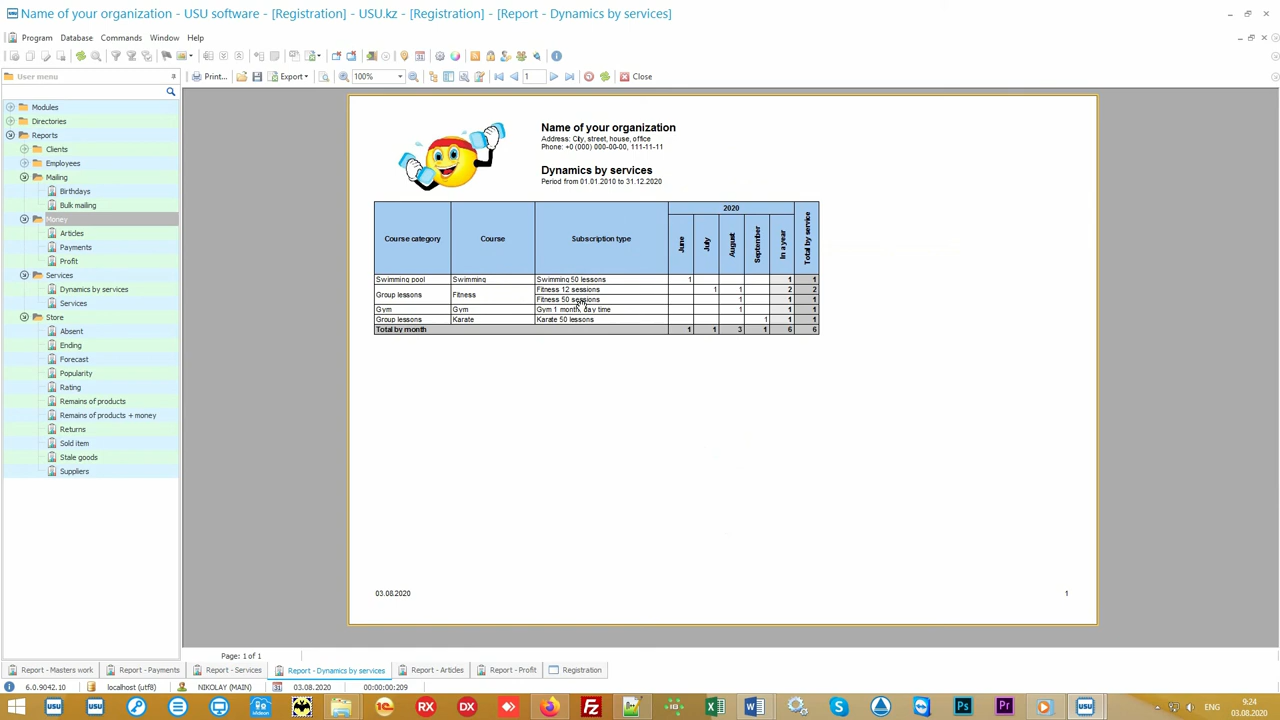 Name of your organization - USU software - [Registration] - USU.kz - [Registration] - [Report - Dynamics by services]
Program Database Commands Window Help
User menu
Print... Export 100% 1 Close
Modules
Directories
Reports
Clients
Employees
Mailing
Birthdays
Bulk mailing
Money
Articles
Payments
Profit
Services
Dynamics by services
Services
Store
Absent
Ending
Forecast
Popularity
Rating
Remains of products
Remains of products + money
Returns
Sold item
Stale goods
Suppliers
Name of your organization
Address: City, street, house, office
Phone: +0 (000) 000-00-00, 111-11-11
Dynamics by services
Period from 01.01.2010 to 31.12.2020
2020
Course category Course Subscription type June July August September In a year Total by service
Swimming pool Swimming Swimming 50 lessons 1 1 1
Group lessons Fitness Fitness 12 sessions 1 1 2 2
Fitness 50 sessions 1 1 1
Gym Gym Gym 1 month, day time 1 1 1
Group lessons Karate Karate 50 lessons 1 1 1
Total by month 1 1 3 1 6 6
03.08.2020 1
Page: 1 of 1
Report - Masters work Report - Payments Report - Services Report - Dynamics by services Report - Articles Report - Profit Registration
6.0.9042.10 localhost (utf8) NIKOLAY (MAIN) 03.08.2020 00:00:00:209
ENG
9:24
03.08.2020